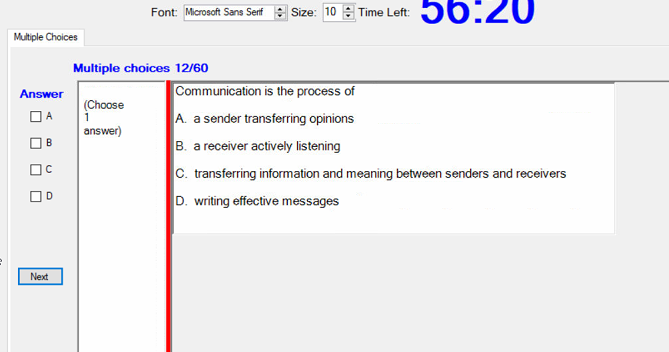 Font: Microsoft Sans Serif Size: 10 Time Left: 56:20
Multiple Choices
Multiple choices 12/60
Answer
A
B
C
D
(Choose
1
answer)
Communication is the process of
A. a sender transferring opinions
B. a receiver actively listening
C. transferring information and meaning between senders and receivers
D. writing effective messages
Next